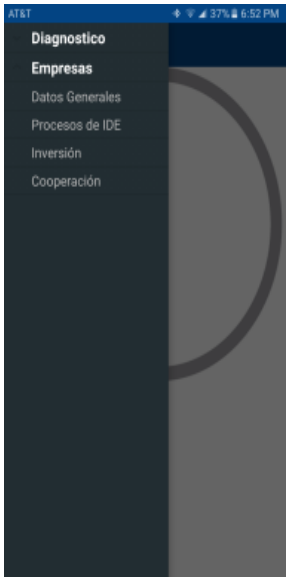 AT&T 37% 6:52 PM
Diagnostico
Empresas
Datos Generales
Procesos de IDE
Inversión
Cooperación